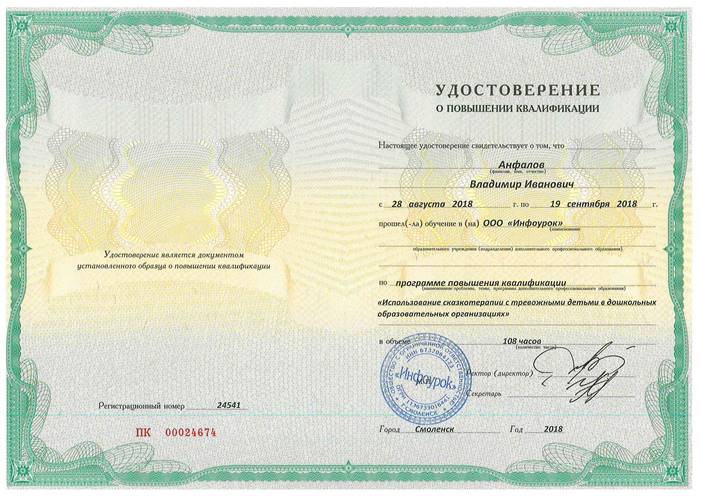 Удостоверение является документом
установленного образца о повышении квалификации
Регистрационный номер 24541
ПК 00024674
УДОСТОВЕРЕНИЕ
О ПОВЫШЕНИИ КВАЛИФИКАЦИИ
Настоящее удостоверение свидетельствует о том, что
Анфалов
(фамилия, имя, отчество)
Владимир Иванович
с 28 августа 2018 г. по 19 сентября 2018 г.
прошел(-ла) обучение в (на) ООО «Инфоурок»
(наименование)
образовательного учреждения (подразделения) дополнительного профессионального образования)
по программе повышения квалификации
(наименование проблемы, темы, программы дополнительного профессионального образования)
«Использование сказкотерапии с тревожными детьми в дошкольных
образовательных организациях»
в объеме 108 часов
(количество часов)
Ректор (директор)
Секретарь
Инфоурок
Город Смоленск Год 2018